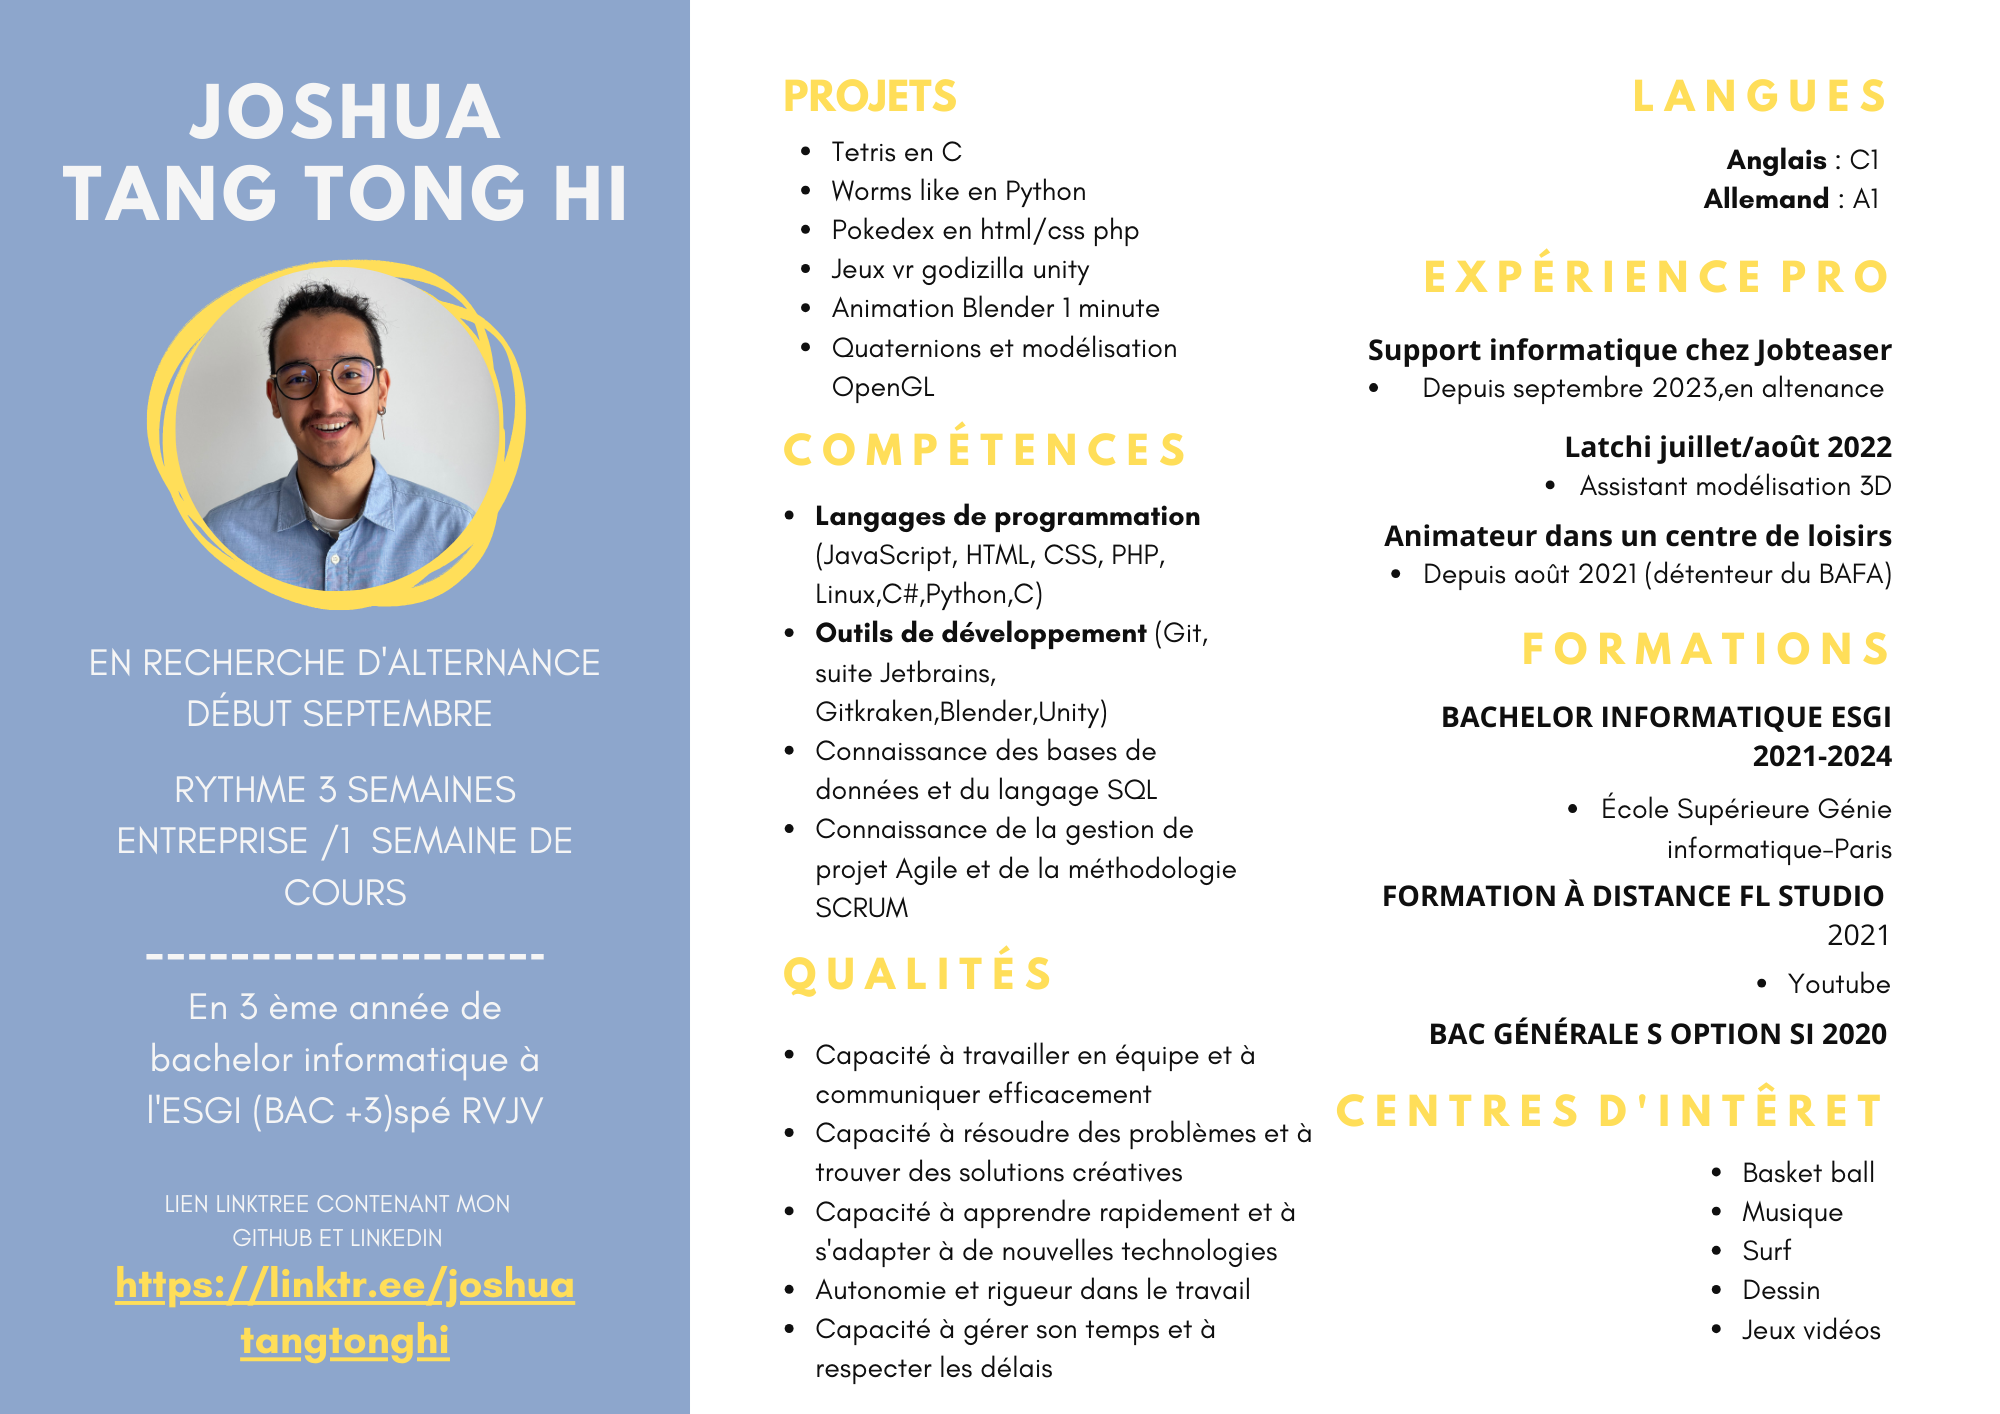 JOSHUA
TANG TONG HI
EN RECHERCHE D'ALTERNANCE
DÉBUT SEPTEMBRE
RYTHME 3 SEMAINES
ENTREPRISE /1 SEMAINE DE
COURS
-------------------
En 3 ème année de
bachelor informatique à
l'ESGI (BAC +3)spé RVJV
LIEN LINKTREE CONTENANT MON
GITHUB ET LINKEDIN
https://linktr.ee/joshua
tangtonghi
PROJETS
• Tetris en C
• Worms like en Python
• Pokedex en html/css php
• Jeux vr godizilla unity
• Animation Blender 1 minute
• Quaternions et modélisation
OpenGL
COMPÉTENCES
• Langages de programmation
(JavaScript, HTML, CSS, PHP,
Linux,C#,Python,C)
• Outils de développement (Git,
suite Jetbrains,
Gitkraken,Blender,Unity)
• Connaissance des bases de
données et du langage SQL
• Connaissance de la gestion de
projet Agile et de la méthodologie
SCRUM
QUALITÉS
• Capacité à travailler en équipe et à
communiquer efficacement
• Capacité à résoudre des problèmes et à
trouver des solutions créatives
• Capacité à apprendre rapidement et à
s'adapter à de nouvelles technologies
• Autonomie et rigueur dans le travail
• Capacité à gérer son temps et à
respecter les délais
LANGUES
Anglais : C1
Allemand : A1
EXPÉRIENCE PRO
Support informatique chez Jobteaser
• Depuis septembre 2023,en altenance
Latchi juillet/août 2022
• Assistant modélisation 3D
Animateur dans un centre de loisirs
• Depuis août 2021 (détenteur du BAFA)
FORMATIONS
BACHELOR INFORMATIQUE ESGI
2021-2024
• École Supérieure Génie
informatique-Paris
FORMATION À DISTANCE FL STUDIO
2021
• Youtube
BAC GÉNÉRALE S OPTION SI 2020
CENTRES D'INTÊRET
• Basket ball
• Musique
• Surf
• Dessin
• Jeux vidéos